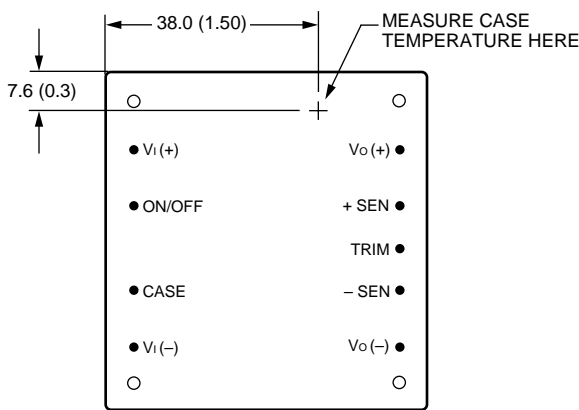 38.0 (1.50)
MEASURE CASE
TEMPERATURE HERE
7.6 (0.3)
VI (+)
VO (+)
ON/OFF
+ SEN
TRIM
CASE
– SEN
VI (–)
VO (–)